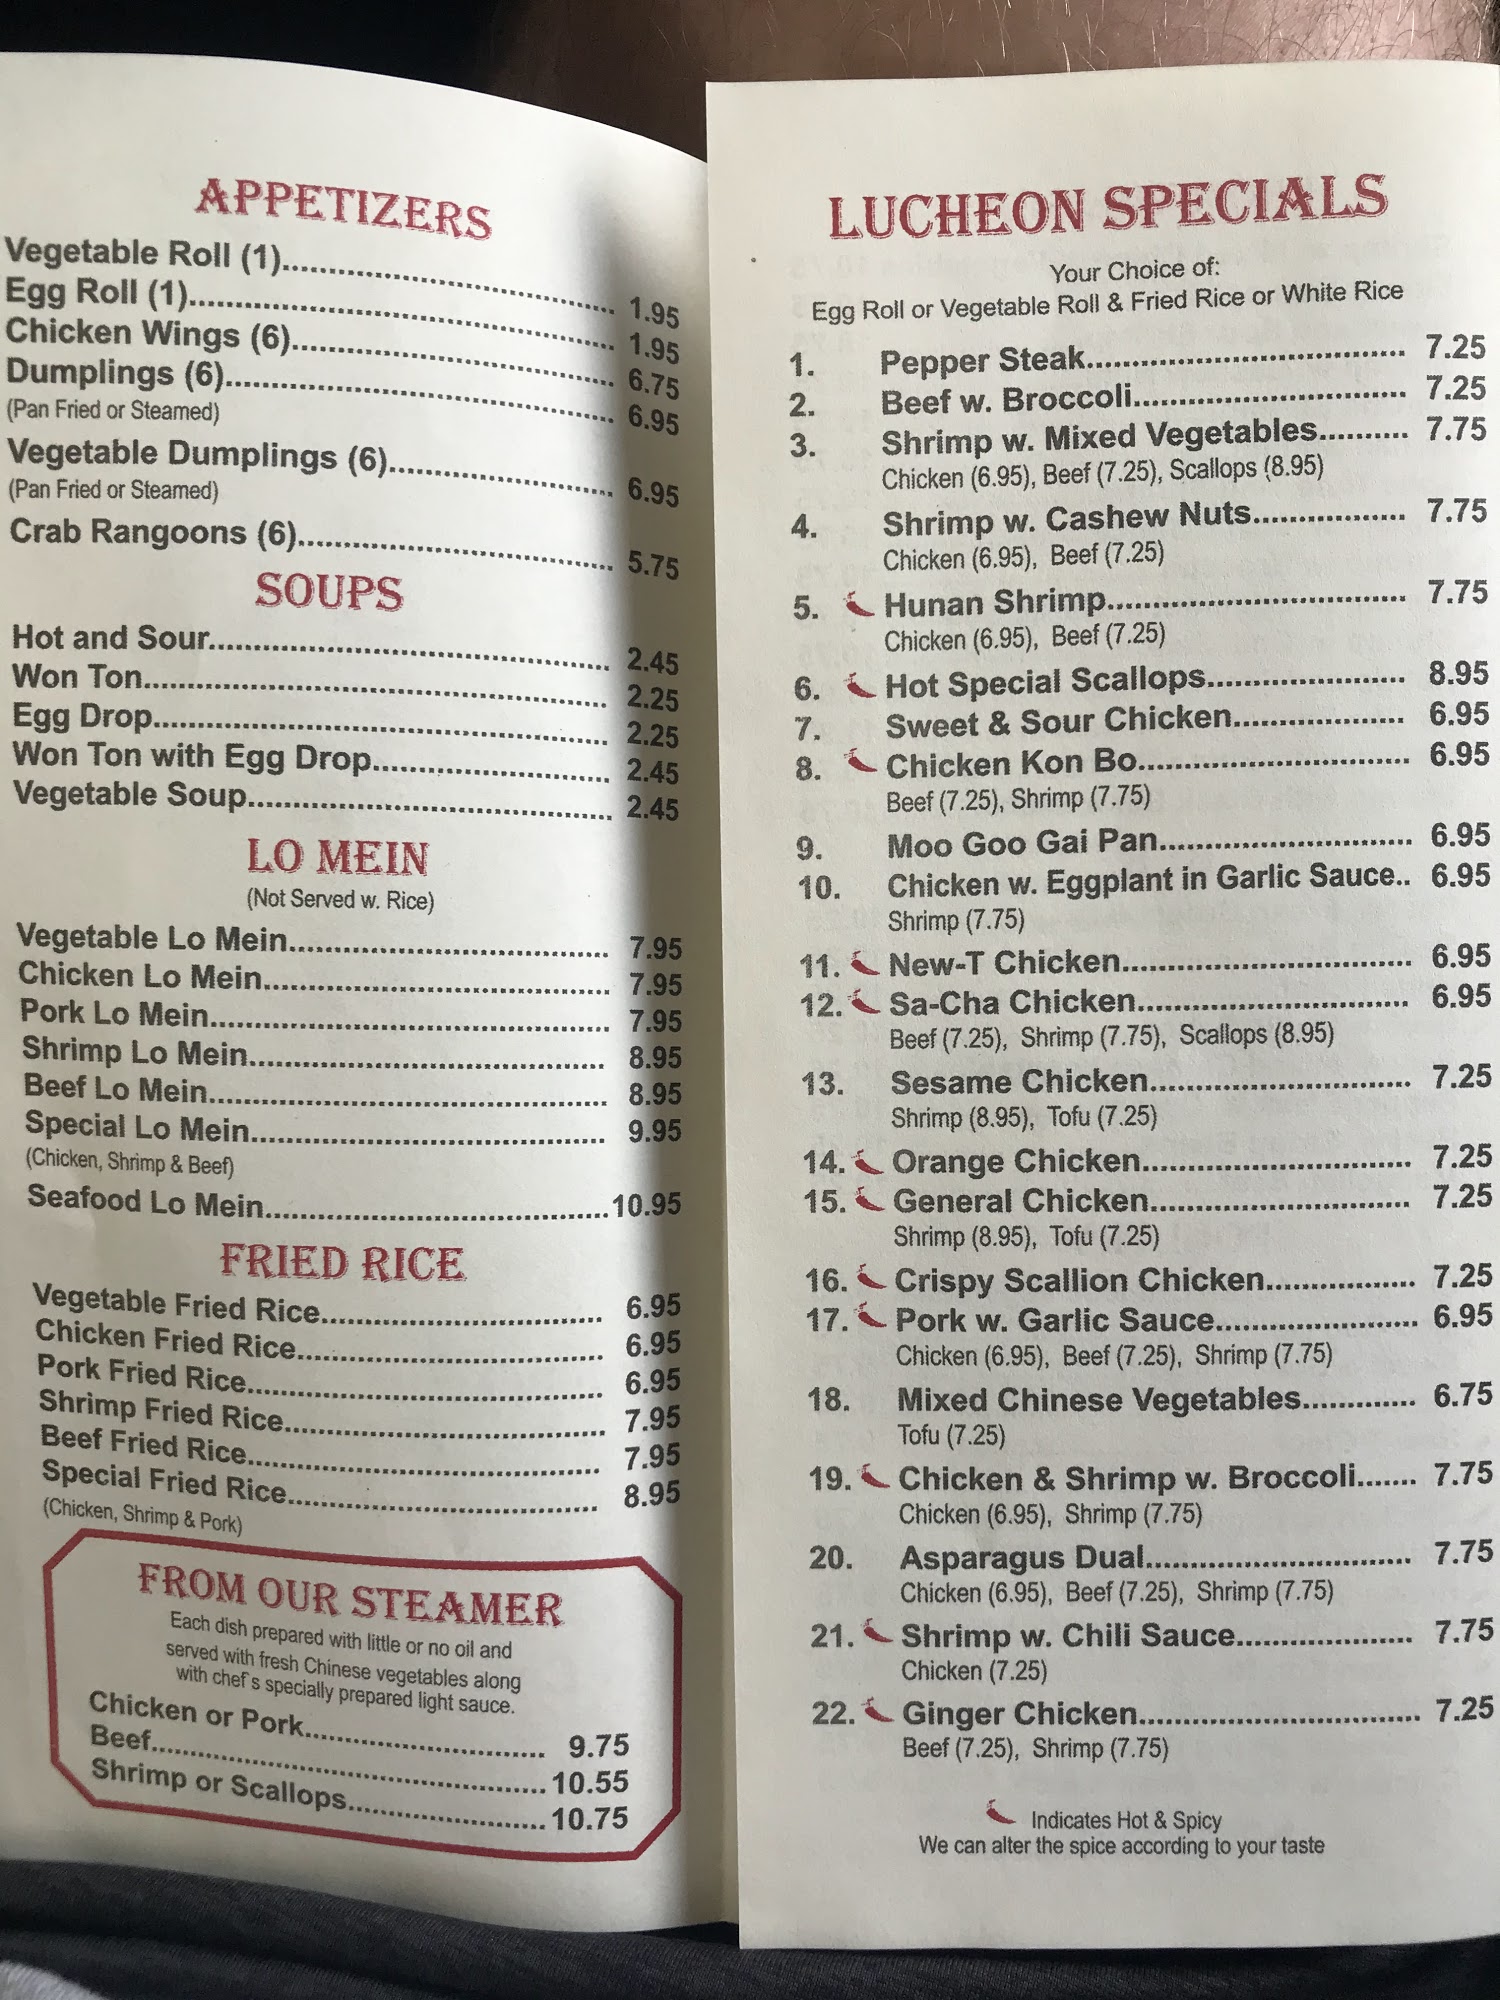 APPETIZERS
Vegetable Roll (1)........................................ 1.95
Egg Roll (1)........................................ 1.95
Chicken Wings (6)........................................ 6.75
Dumplings (6)........................................ 6.95
(Pan Fried or Steamed)
Vegetable Dumplings (6)............................ 6.95
(Pan Fried or Steamed)
Crab Rangoons (6)........................................ 5.75
SOUPS
Hot and Sour........................................ 2.45
Won Ton........................................ 2.25
Egg Drop........................................ 2.25
Won Ton with Egg Drop............................ 2.45
Vegetable Soup........................................ 2.45
LO MEIN
(Not Served w. Rice)
Vegetable Lo Mein........................................ 7.95
Chicken Lo Mein........................................ 7.95
Pork Lo Mein........................................ 7.95
Shrimp Lo Mein........................................ 8.95
Beef Lo Mein........................................ 8.95
Special Lo Mein........................................ 9.95
(Chicken, Shrimp & Beef)
Seafood Lo Mein........................................10.95
FRIED RICE
Vegetable Fried Rice.................................. 6.95
Chicken Fried Rice.................................. 6.95
Pork Fried Rice........................................ 6.95
Shrimp Fried Rice.................................. 7.95
Beef Fried Rice........................................ 7.95
Special Fried Rice.................................. 8.95
(Chicken, Shrimp & Pork)
FROM OUR STEAMER
Each dish prepared with little or no oil and
served with fresh Chinese vegetables along
with chef's specially prepared light sauce.
Chicken or Pork............................ 9.75
Beef........................................10.55
Shrimp or Scallops......................10.75
LUCHEON SPECIALS
Your Choice of:
Egg Roll or Vegetable Roll & Fried Rice or White Rice
1. Pepper Steak.................................... 7.25
2. Beef w. Broccoli............................... 7.25
3. Shrimp w. Mixed Vegetables.......... 7.75
Chicken (6.95), Beef (7.25), Scallops (8.95)
4. Shrimp w. Cashew Nuts................. 7.75
Chicken (6.95), Beef (7.25)
5. Hunan Shrimp.................................. 7.75
Chicken (6.95), Beef (7.25)
6. Hot Special Scallops...................... 8.95
7. Sweet & Sour Chicken................... 6.95
8. Chicken Kon Bo.............................. 6.95
Beef (7.25), Shrimp (7.75)
9. Moo Goo Gai Pan............................ 6.95
10. Chicken w. Eggplant in Garlic Sauce.. 6.95
Shrimp (7.75)
11. New-T Chicken................................ 6.95
12. Sa-Cha Chicken.............................. 6.95
Beef (7.25), Shrimp (7.75), Scallops (8.95)
13. Sesame Chicken............................. 7.25
Shrimp (8.95), Tofu (7.25)
14. Orange Chicken.............................. 7.25
15. General Chicken............................. 7.25
Shrimp (8.95), Tofu (7.25)
16. Crispy Scallion Chicken................. 7.25
17. Pork w. Garlic Sauce....................... 6.95
Chicken (6.95), Beef (7.25), Shrimp (7.75)
18. Mixed Chinese Vegetables............. 6.75
Tofu (7.25)
19. Chicken & Shrimp w. Broccoli....... 7.75
Chicken (6.95), Shrimp (7.75)
20. Asparagus Dual.............................. 7.75
Chicken (6.95), Beef (7.25), Shrimp (7.75)
21. Shrimp w. Chili Sauce.................... 7.75
Chicken (7.25)
22. Ginger Chicken................................ 7.25
Beef (7.25), Shrimp (7.75)
Indicates Hot & Spicy
We can alter the spice according to your taste